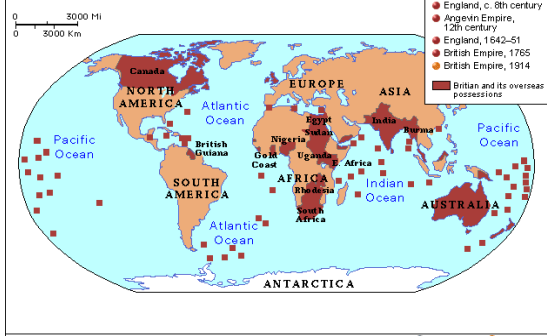 0 3000 Mi
0 3000 Km
England, c. 8th century
Angevin Empire,
12th century
England, 1642–51
British Empire, 1765
British Empire, 1914
Britian and its overseas
possessions
Canada
NORTH
AMERICA
EUROPE
ASIA
Atlantic
Ocean
Pacific
Ocean
Pacific
Ocean
Egypt
Sudan
India
Burma
British
Guiana
Nigeria
Gold
Coast
Uganda
E. Africa
AFRICA
Indian
Ocean
SOUTH
AMERICA
Rhodesia
South
Africa
AUSTRALIA
Atlantic
Ocean
ANTARCTICA